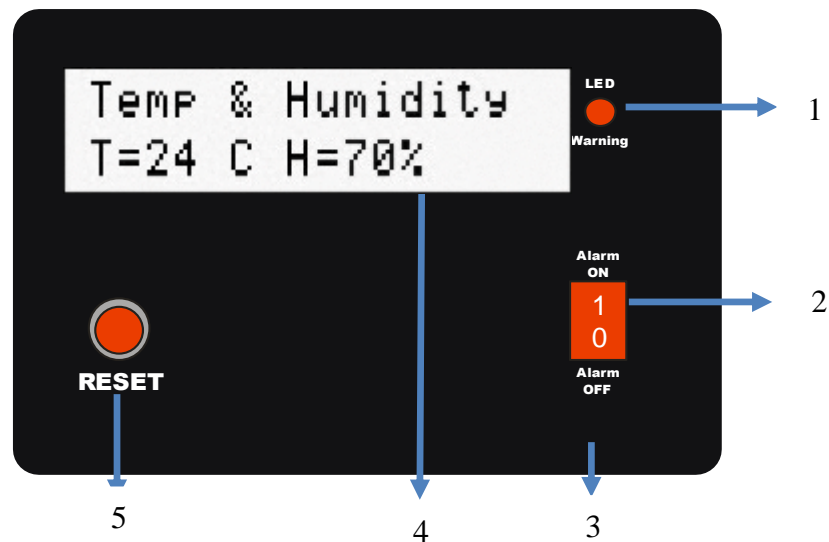 Temp & Humidity
T=24 C H=70%
LED
Warning
1
Alarm
ON
1
0
Alarm
OFF
2
RESET
5
4
3